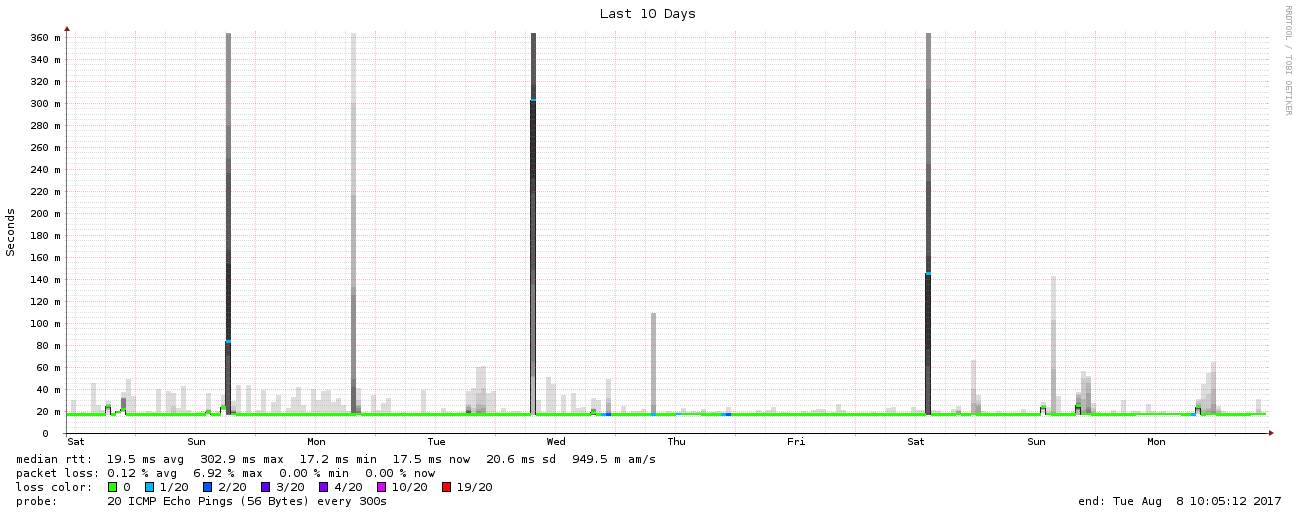 Last 10 Days
RRDTOOL / TOBI OETIKER
Seconds
360 m
340 m
320 m
300 m
280 m
260 m
240 m
220 m
200 m
180 m
160 m
140 m
120 m
100 m
80 m
60 m
40 m
20 m
0
Sat Sun Mon Tue Wed Thu Fri Sat Sun Mon
median rtt: 19.5 ms avg 302.9 ms max 17.2 ms min 17.5 ms now 20.6 ms sd 949.5 m am/s
packet loss: 0.12 % avg 6.92 % max 0.00 % min 0.00 % now
loss color: 0 1/20 2/20 3/20 4/20 10/20 19/20
probe: 20 ICMP Echo Pings (56 Bytes) every 300s end: Tue Aug 8 10:05:12 2017